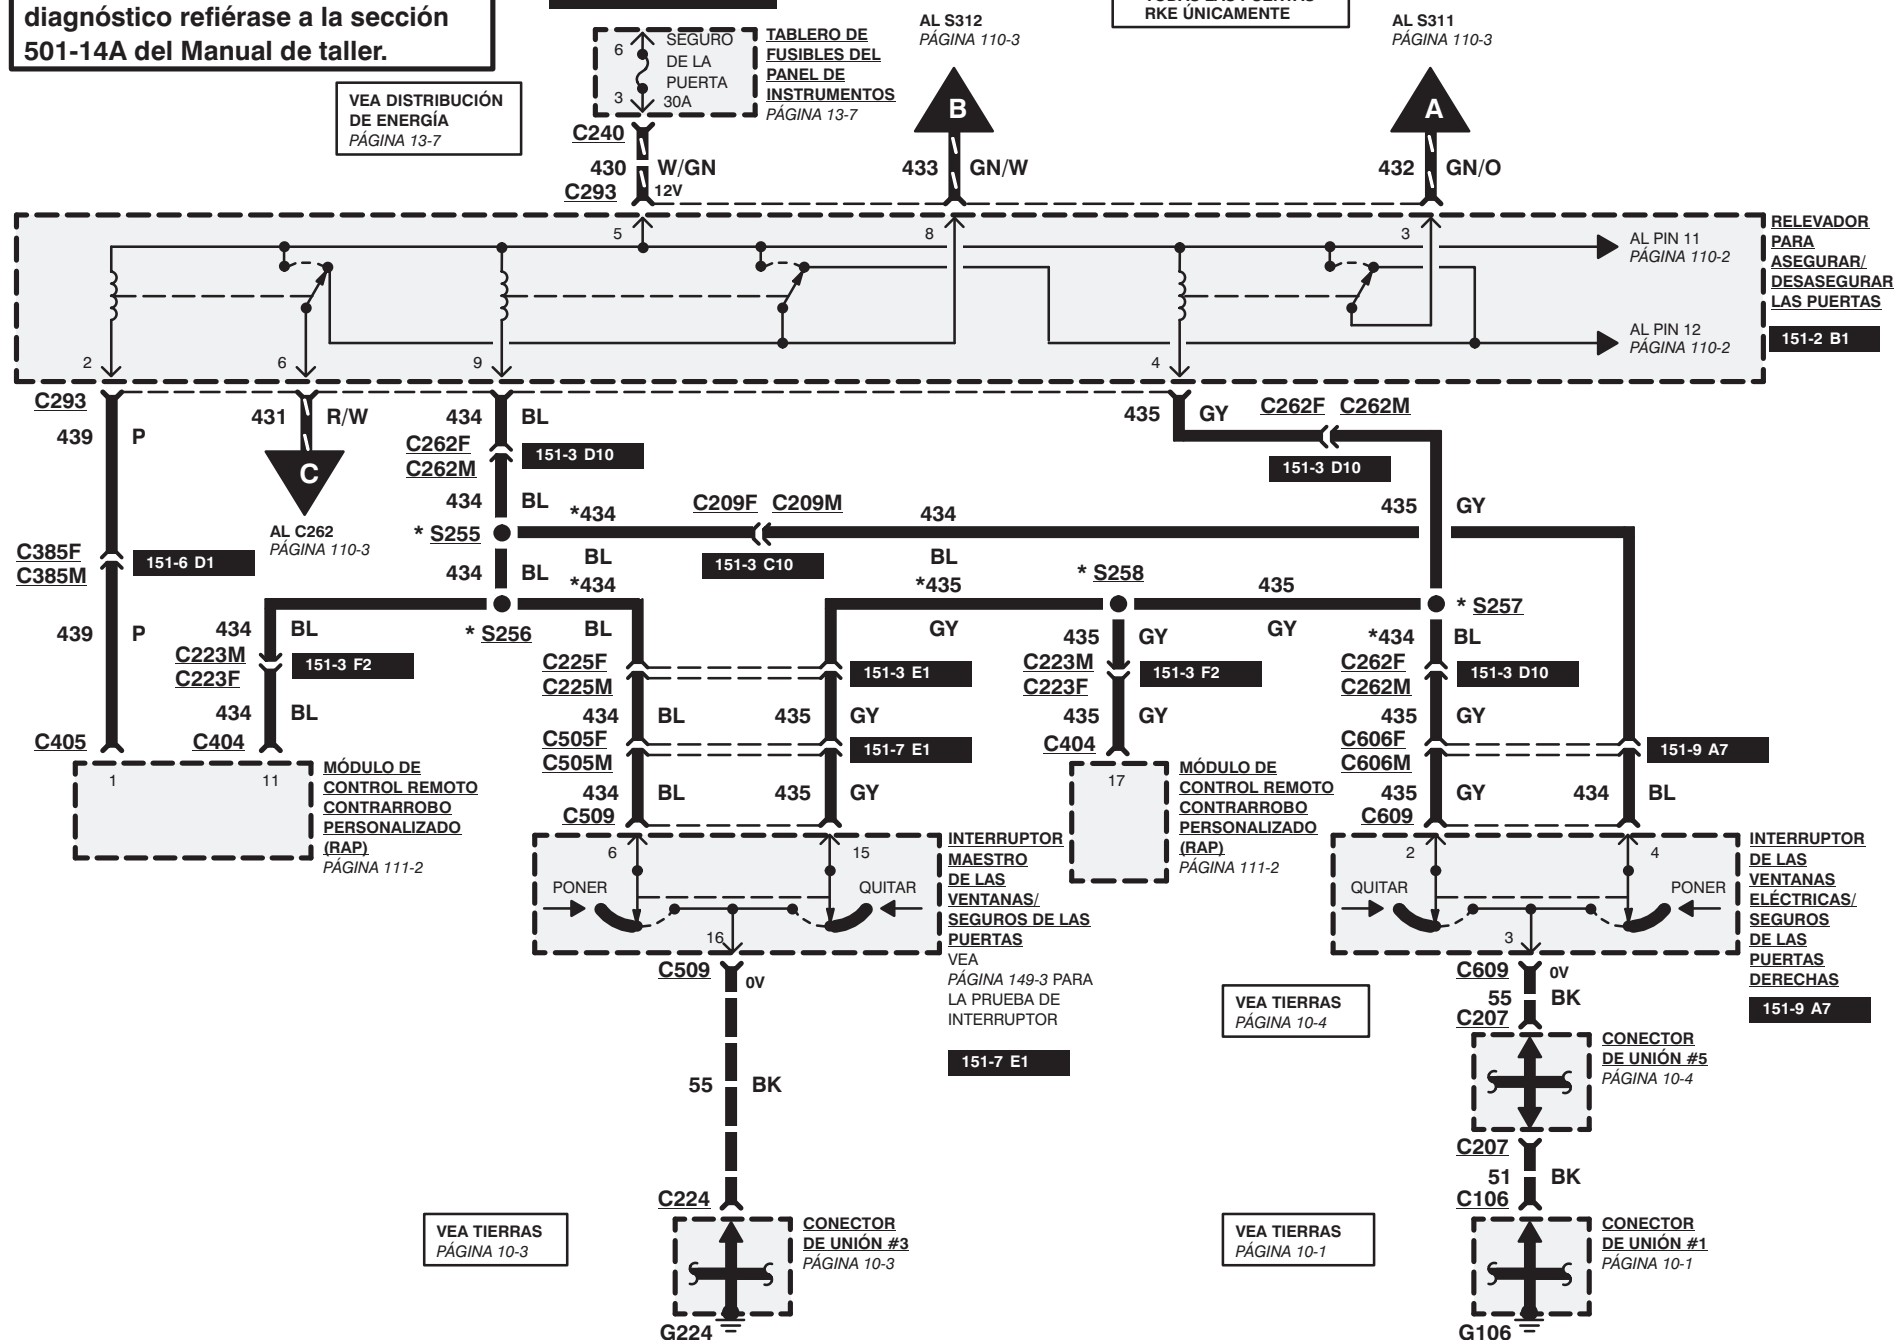 diagnóstico refiérase a la sección
501-14A del Manual de taller.
RKE ÚNICAMENTE
VEA DISTRIBUCIÓN
DE ENERGÍA
PÁGINA 13-7
6
SEGURO
DE LA
PUERTA
3
30A
TABLERO DE
FUSIBLES DEL
PANEL DE
INSTRUMENTOS
PÁGINA 13-7
AL S312
PÁGINA 110-3
B
AL S311
PÁGINA 110-3
A
C240
430
W/GN
C293
12V
433
GN/W
432
GN/O
5
8
3
AL PIN 11
PÁGINA 110-2
AL PIN 12
PÁGINA 110-2
RELEVADOR
PARA
ASEGURAR/
DESASEGURAR
LAS PUERTAS
151-2 B1
2
6
9
4
C293
439
P
431
R/W
C
AL C262
PÁGINA 110-3
434
BL
C262F
C262M
151-3 D10
434
BL
* S255
*434
BL
C209F
C209M
151-3 C10
434
BL
435
GY
C262F
C262M
151-3 D10
435
GY
C385F
C385M
151-6 D1
434
BL
*434
BL
* S256
*435
GY
* S258
435
GY
* S257
439
P
434
BL
C223M
C223F
151-3 F2
434
BL
C225F
C225M
151-3 E1
434
BL
435
GY
C505F
C505M
151-7 E1
434
BL
435
GY
C509
435
GY
C223M
C223F
151-3 F2
435
GY
C404
*434
BL
C262F
C262M
151-3 D10
435
GY
C606F
C606M
151-9 A7
435
GY
434
BL
C609
C405
C404
1
11
MÓDULO DE
CONTROL REMOTO
CONTRARROBO
PERSONALIZADO
(RAP)
PÁGINA 111-2
6
15
PONER
QUITAR
16
INTERRUPTOR
MAESTRO
DE LAS
VENTANAS/
SEGUROS DE LAS
PUERTAS
VEA
PÁGINA 149-3 PARA
LA PRUEBA DE
INTERRUPTOR
151-7 E1
17
MÓDULO DE
CONTROL REMOTO
CONTRARROBO
PERSONALIZADO
(RAP)
PÁGINA 111-2
2
4
QUITAR
PONER
3
INTERRUPTOR
DE LAS
VENTANAS
ELÉCTRICAS/
SEGUROS
DE LAS
PUERTAS
DERECHAS
151-9 A7
C509
0V
55
BK
C224
VEA TIERRAS
PÁGINA 10-3
CONECTOR
DE UNIÓN #3
PÁGINA 10-3
G224
C609
0V
55
BK
VEA TIERRAS
PÁGINA 10-4
C207
CONECTOR
DE UNIÓN #5
PÁGINA 10-4
C207
51
BK
C106
VEA TIERRAS
PÁGINA 10-1
CONECTOR
DE UNIÓN #1
PÁGINA 10-1
G106